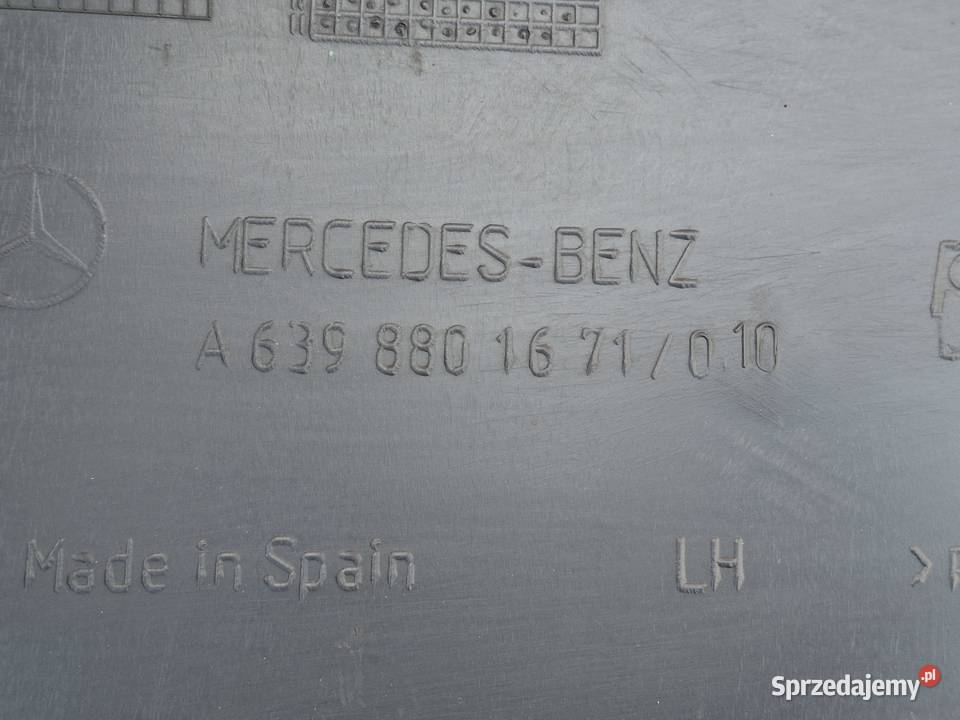 MERCEDES-BENZ
A 639 880 16 71 / 0.10
Made in Spain
LH
>
Sprzedajemy.pl